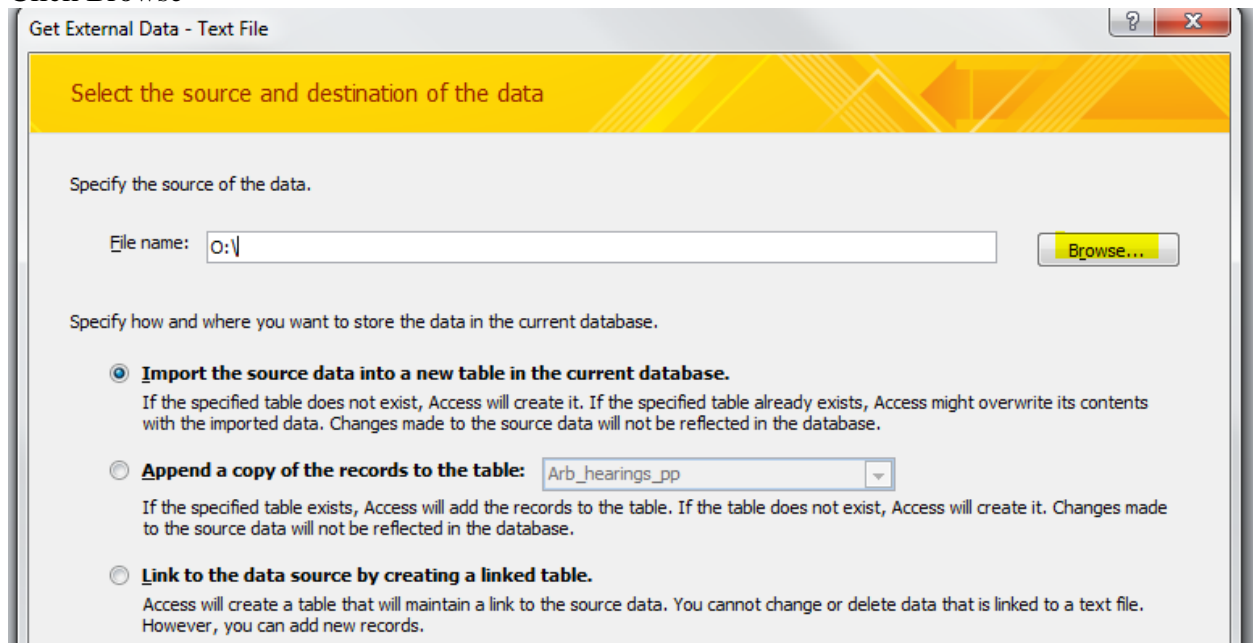 Get External Data - Text File
Select the source and destination of the data
Specify the source of the data.
File name: O:\
Browse...
Specify how and where you want to store the data in the current database.
Import the source data into a new table in the current database.
If the specified table does not exist, Access will create it. If the specified table already exists, Access might overwrite its contents
with the imported data. Changes made to the source data will not be reflected in the database.
Append a copy of the records to the table: Arb_hearings_pp
If the specified table exists, Access will add the records to the table. If the table does not exist, Access will create it. Changes made
to the source data will not be reflected in the database.
Link to the data source by creating a linked table.
Access will create a table that will maintain a link to the source data. You cannot change or delete data that is linked to a text file.
However, you can add new records.